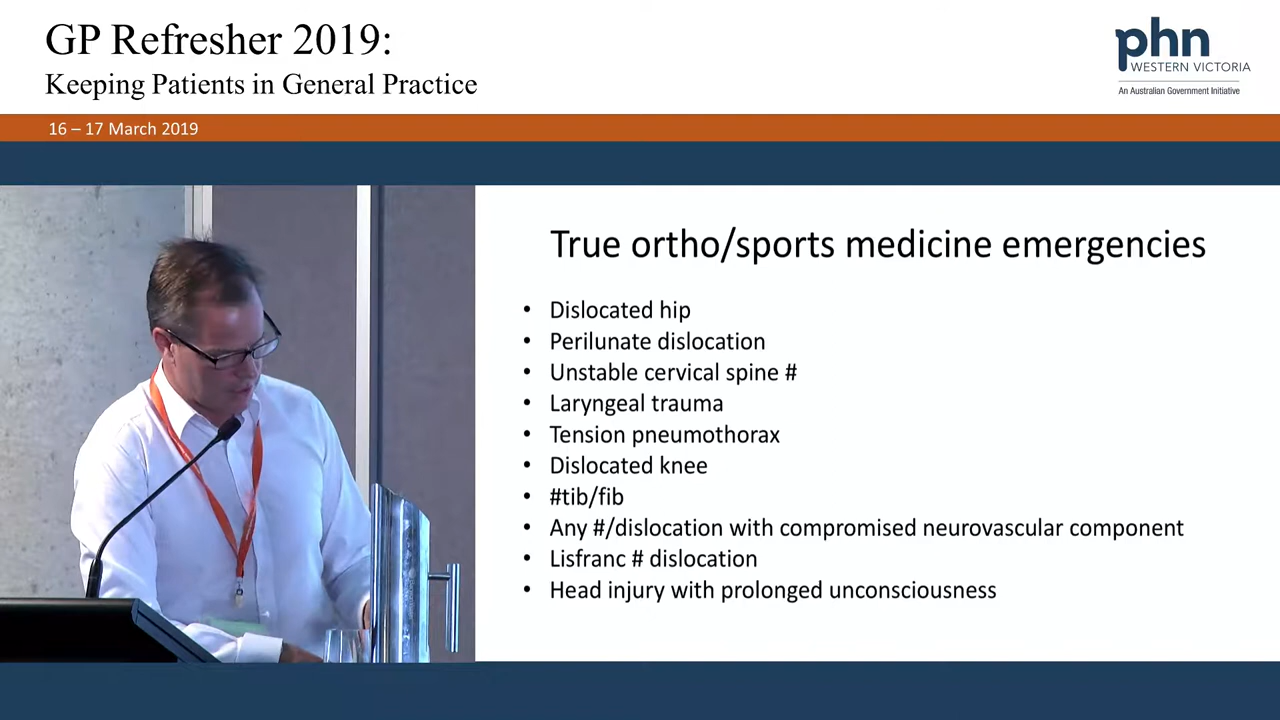 GP Refresher 2019:
Keeping Patients in General Practice
phn
WESTERN VICTORIA
An Australian Government Initiative
16 – 17 March 2019
True ortho/sports medicine emergencies
• Dislocated hip
• Perilunate dislocation
• Unstable cervical spine #
• Laryngeal trauma
• Tension pneumothorax
• Dislocated knee
• #tib/fib
• Any #/dislocation with compromised neurovascular component
• Lisfranc # dislocation
• Head injury with prolonged unconsciousness